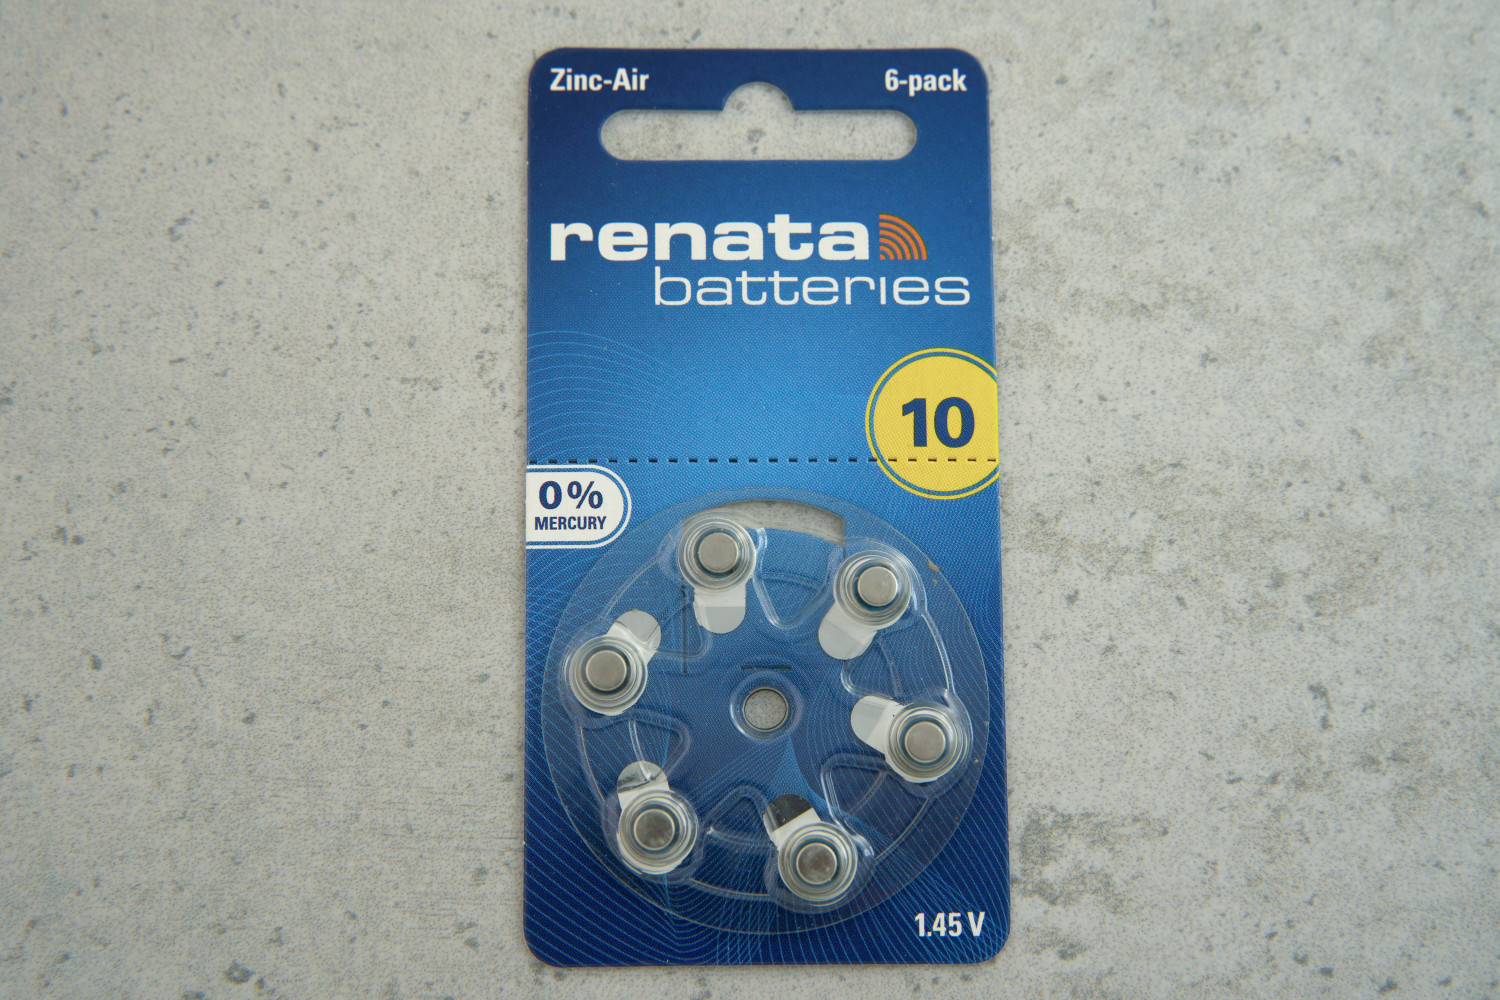 Zinc-Air 6-pack
renata
batteries
10
0%
MERCURY
1.45 V